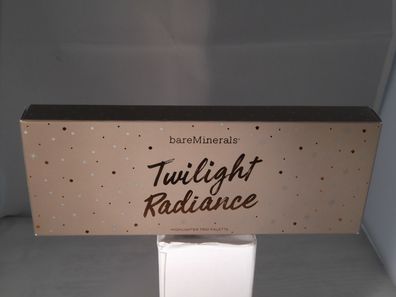 bareMinerals
Twilight
Radiance
HIGHLIGHTER TRIO PALETTE